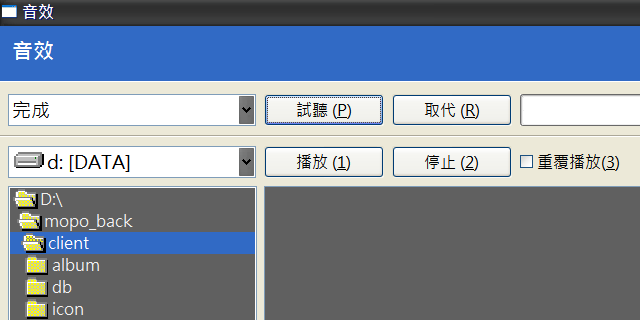 音效
音效
完成
試聽 (P)
取代 (R)
d: [DATA]
播放 (1)
停止 (2)
重覆播放(3)
D:\
mopo_back
client
album
db
icon